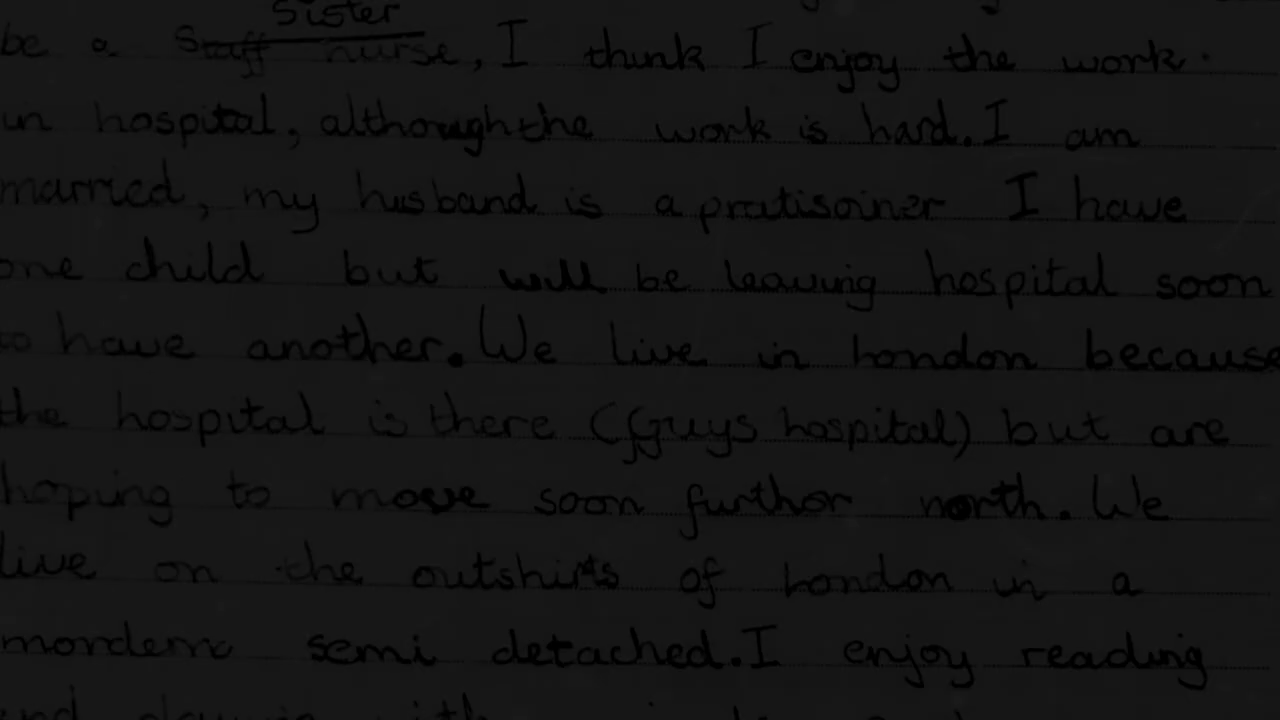 Sister
be a Staff nurse, I think I enjoy the work.
in hospital, although the work is hard. I am
married, my husband is a pratisoiner I have
one child but will be leaving hospital soon
to have another. We live in London because
the hospital is there (Guys hospital) but are
hoping to move soon further north. We
live on the outskirts of London in a
mordern semi detached. I enjoy reading